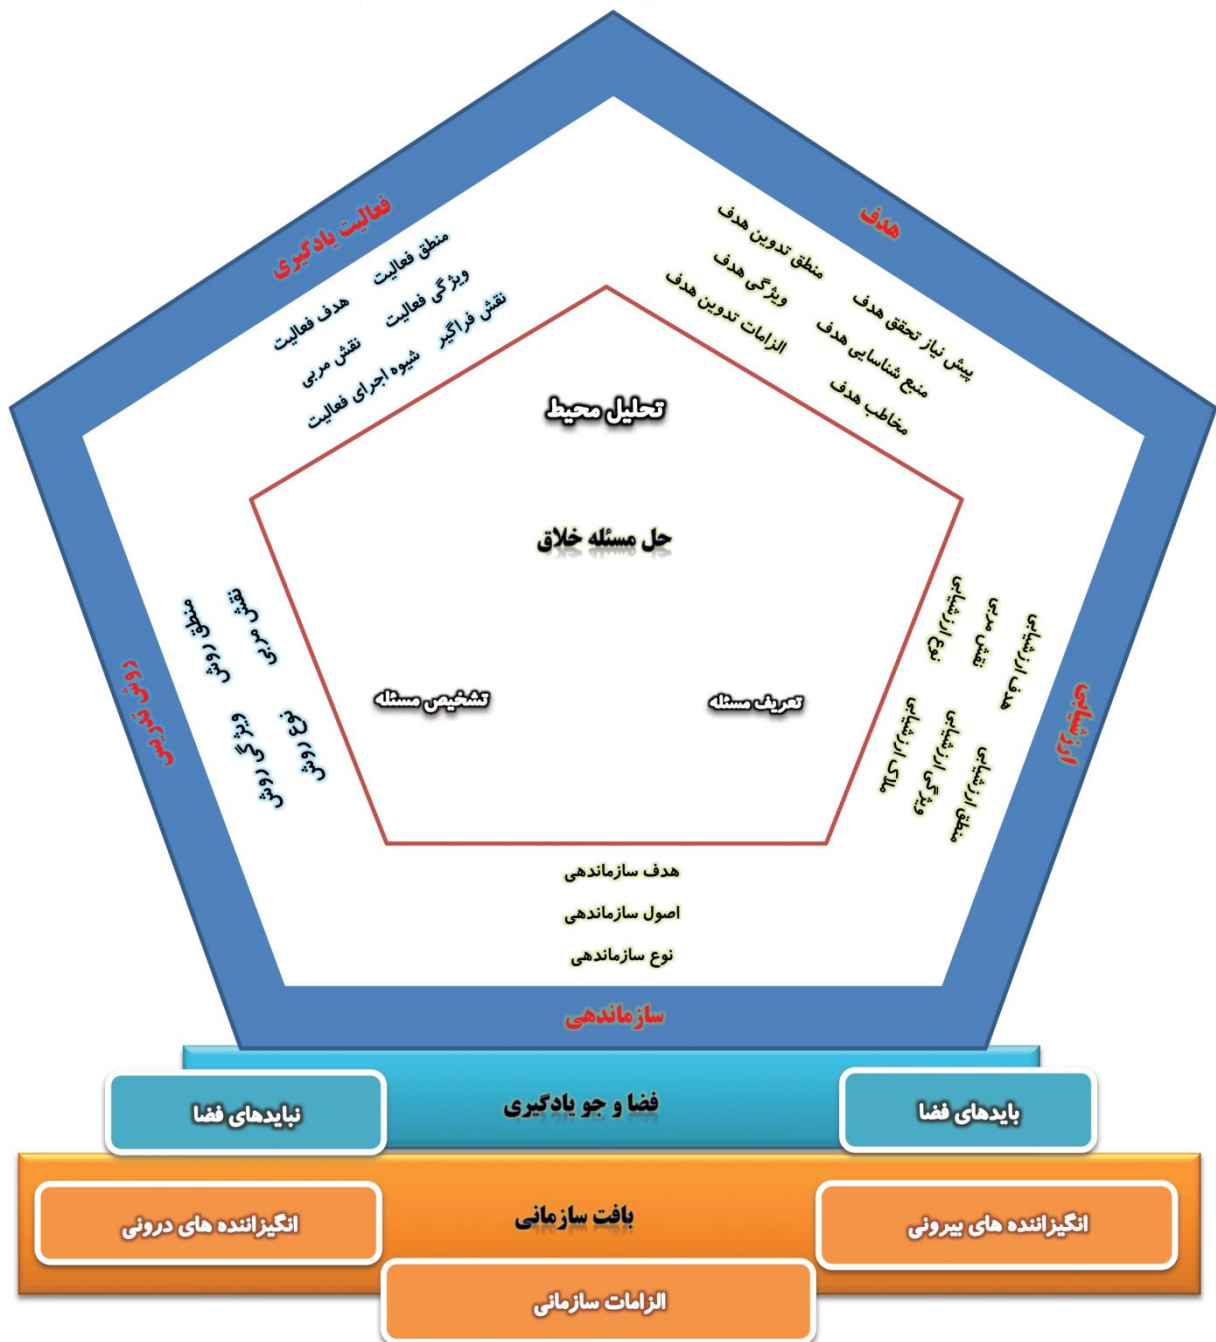 هدف
منطق تدوین هدف
ویژگی هدف
الزامات تدوین هدف
پیش نیاز تحقق هدف
منبع شناسایی هدف
مخاطب هدف
فعالیت یادگیری
منطق فعالیت
ویژگی فعالیت
نقش فراگیر
هدف فعالیت
نقش مربی
شیوه اجرای فعالیت
تحلیل محیط
حل مسئله خلاق
تعریف مسئله
تشخیص مسئله
ارزشیابی
هدف ارزشیابی
نقش مربی
نوع ارزشیابی
منطق ارزشیابی
ویژگی ارزشیابی
ملاک ارزشیابی
روش تدریس
منطق روش
نقش مربی
ویژ گی روش
نوع روش
هدف سازماندهی
اصول سازماندهی
نوع سازماندهی
سازماندهی
بایدهای فضا
فضا و جو یادگیری
نبایدهای فضا
انگیزاننده های بیرونی
بافت سازمانی
انگیزاننده های درونی
الزامات سازمانی